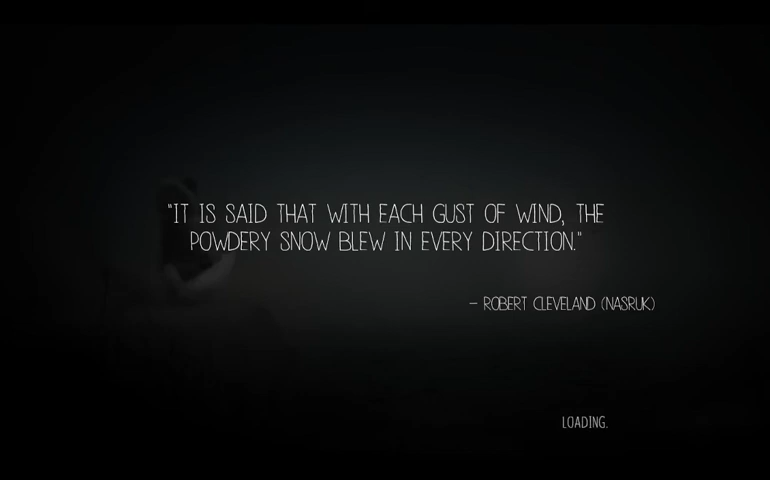 "IT IS SAID THAT WITH EACH GUST OF WIND, THE
POWDERY SNOW BLEW IN EVERY DIRECTION."
– ROBERT CLEVELAND (NASRUK)
LOADING.